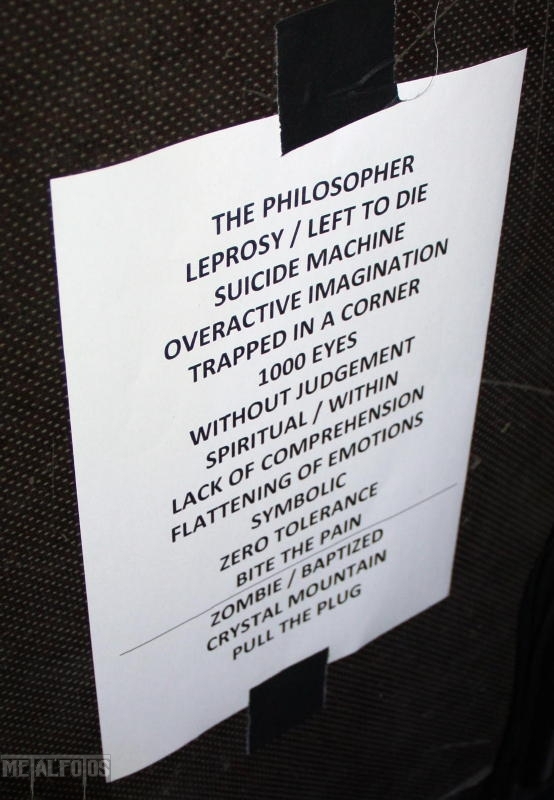 THE PHILOSOPHER
LEPROSY / LEFT TO DIE
SUICIDE MACHINE
OVERACTIVE IMAGINATION
TRAPPED IN A CORNER
1000 EYES
WITHOUT JUDGEMENT
SPIRITUAL / WITHIN
LACK OF COMPREHENSION
FLATTENING OF EMOTIONS
SYMBOLIC
ZERO TOLERANCE
BITE THE PAIN
ZOMBIE / BAPTIZED
CRYSTAL MOUNTAIN
PULL THE PLUG
METALFOTOS